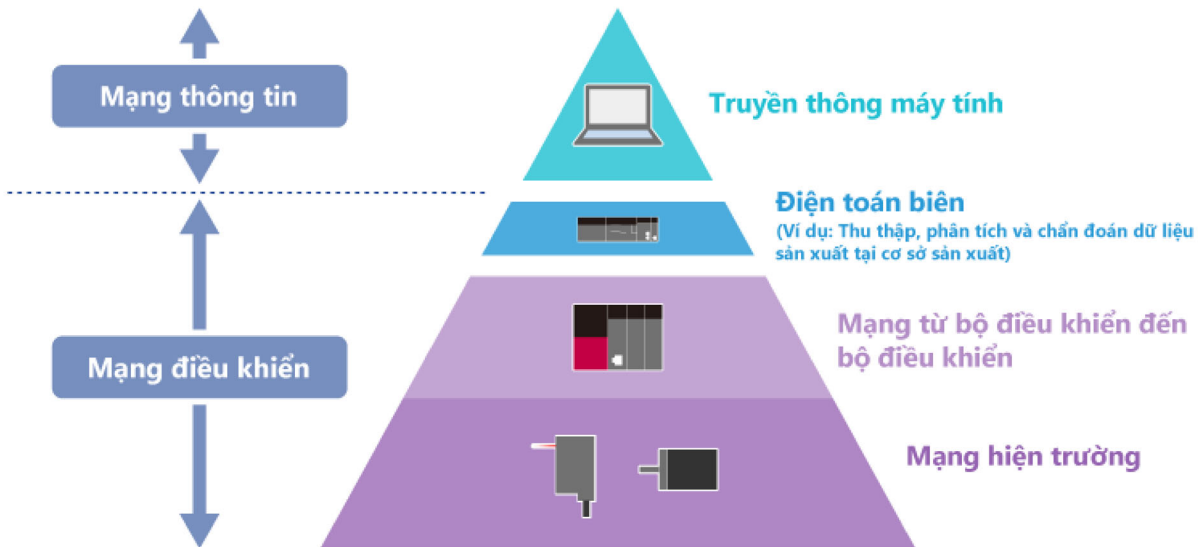 Mạng thông tin
Truyền thông máy tính
Điện toán biên
(Ví dụ: Thu thập, phân tích và chẩn đoán dữ liệu
sản xuất tại cơ sở sản xuất)
Mạng từ bộ điều khiển đến
bộ điều khiển
Mạng điều khiển
Mạng hiện trường